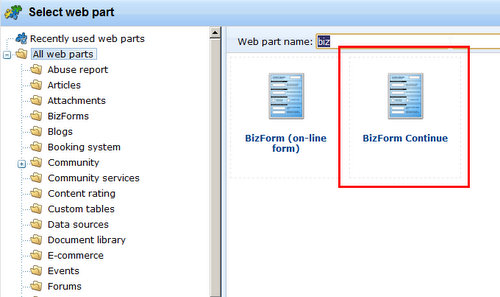 Select web part
Recently used web parts
All web parts
Abuse report
Articles
Attachments
BizForms
Blogs
Booking system
Community
Community services
Content rating
Custom tables
Data sources
Document library
E-commerce
Events
Forums
Web part name: biz
BizForm (on-line
form)
BizForm Continue